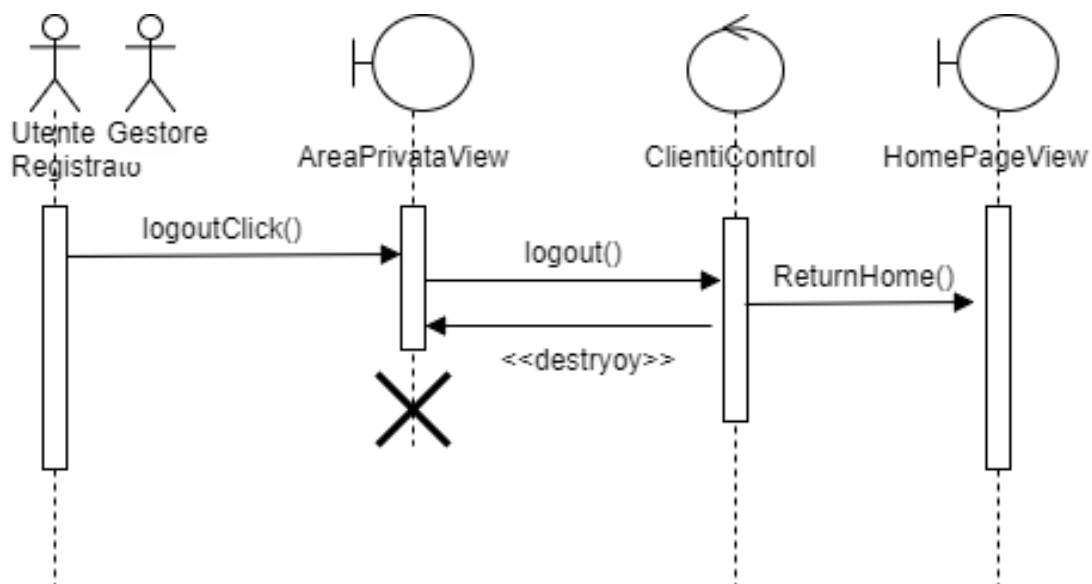 Utente Gestore
Registrato
AreaPrivataView
ClientiControl
HomePageView
logoutClick()
logout()
ReturnHome()
<<destryoy>>